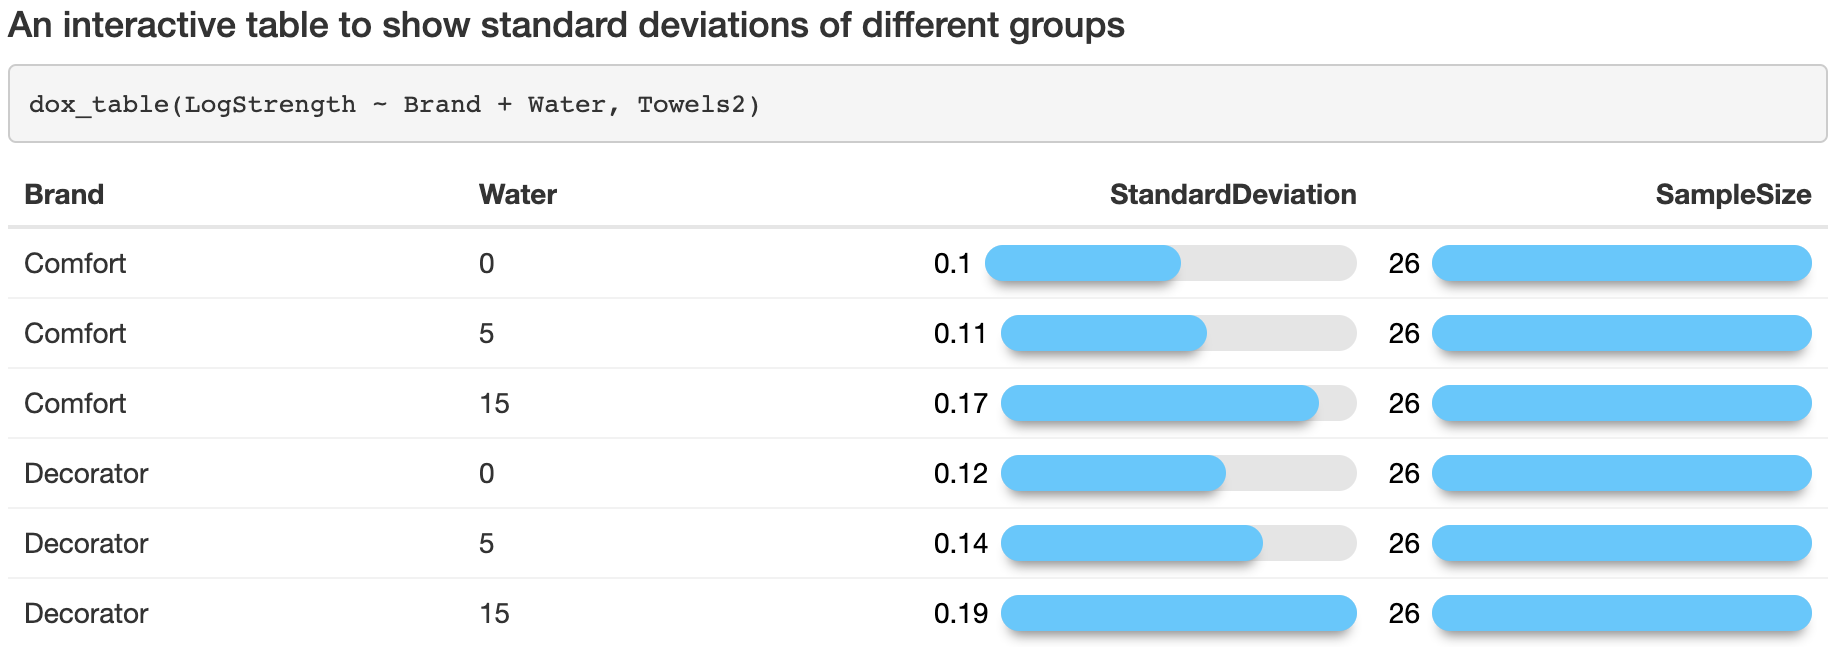 An interactive table to show standard deviations of different groups
dox_table(LogStrength ~ Brand + Water, Towels2)
Brand Water StandardDeviation SampleSize
Comfort 0 0.1 26
Comfort 5 0.11 26
Comfort 15 0.17 26
Decorator 0 0.12 26
Decorator 5 0.14 26
Decorator 15 0.19 26